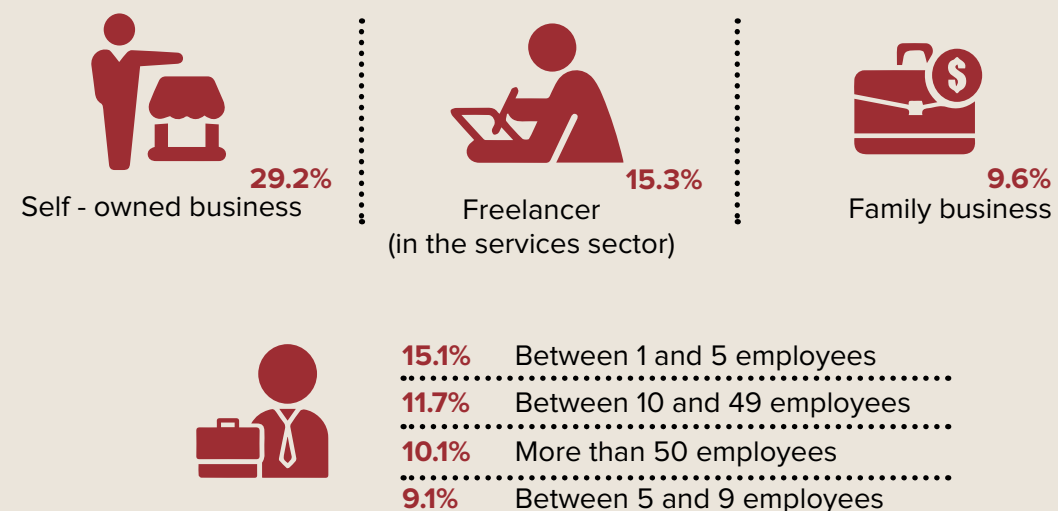 29.2%
Self - owned business
15.3%
Freelancer
(in the services sector)
9.6%
Family business
15.1% Between 1 and 5 employees
11.7% Between 10 and 49 employees
10.1% More than 50 employees
9.1% Between 5 and 9 employees